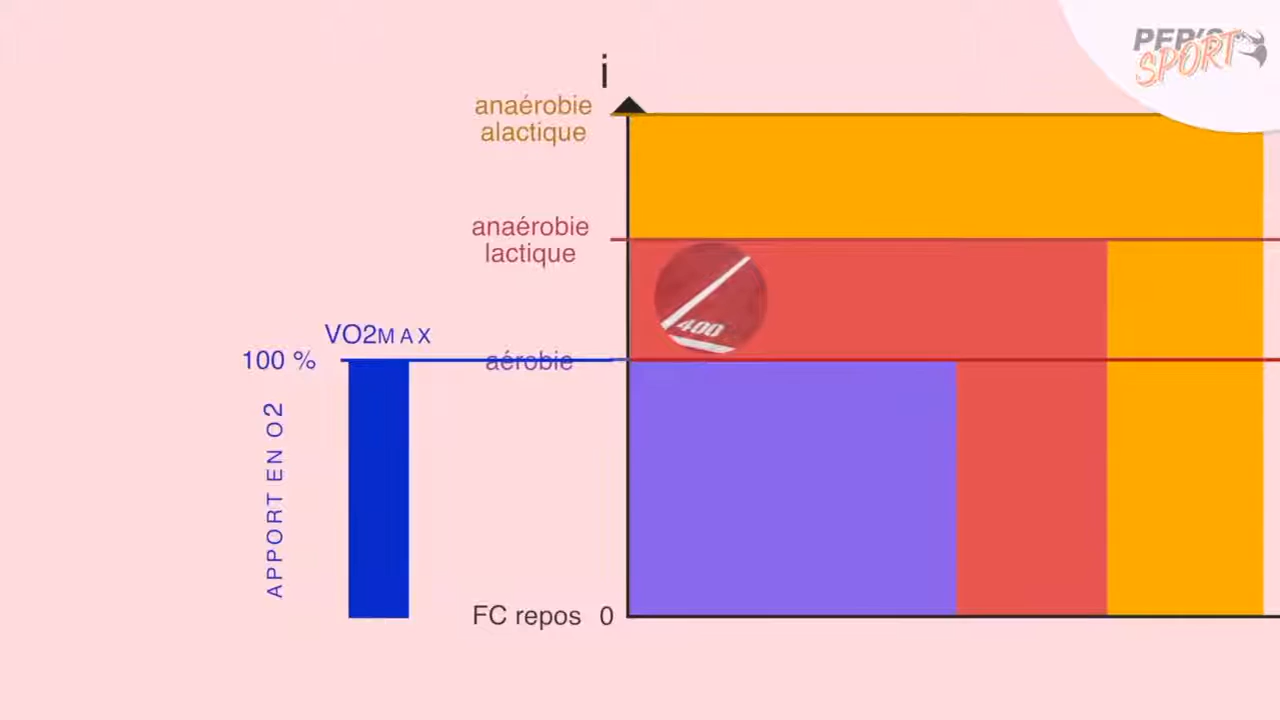 PEP'S
SPORT
i
anaérobie
alactique
anaérobie
lactique
400
VO2MAX
100 %
aérobie
APPORT EN O2
FC repos 0